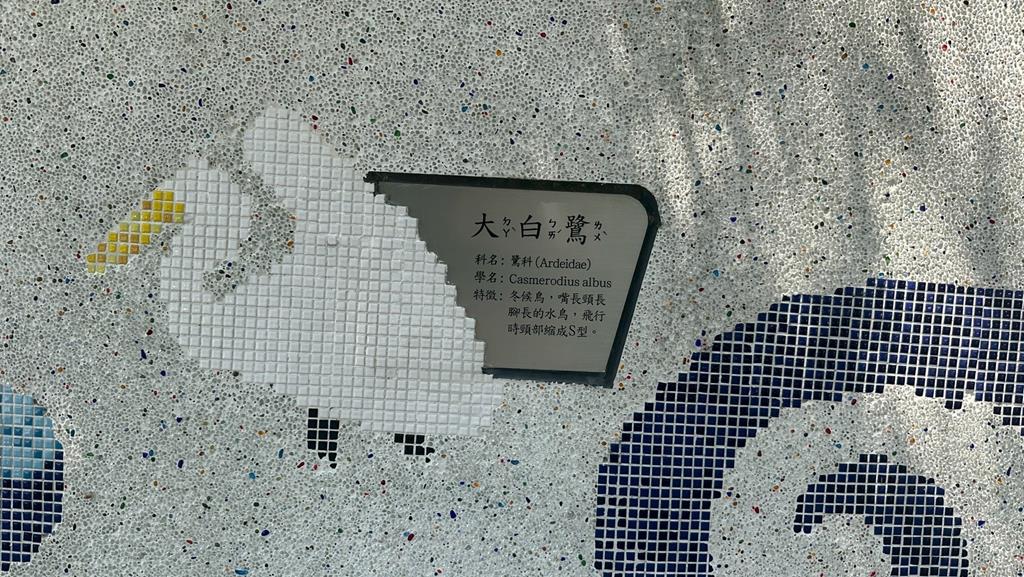 大ㄉㄚˋ白ㄅㄞˊ鷺ㄌㄨˋ
科名：鷺科(Ardeidae)
學名：Casmerodius albus
特徵：冬候鳥，嘴長頸長
腳長的水鳥，飛行
時頸部縮成S型。